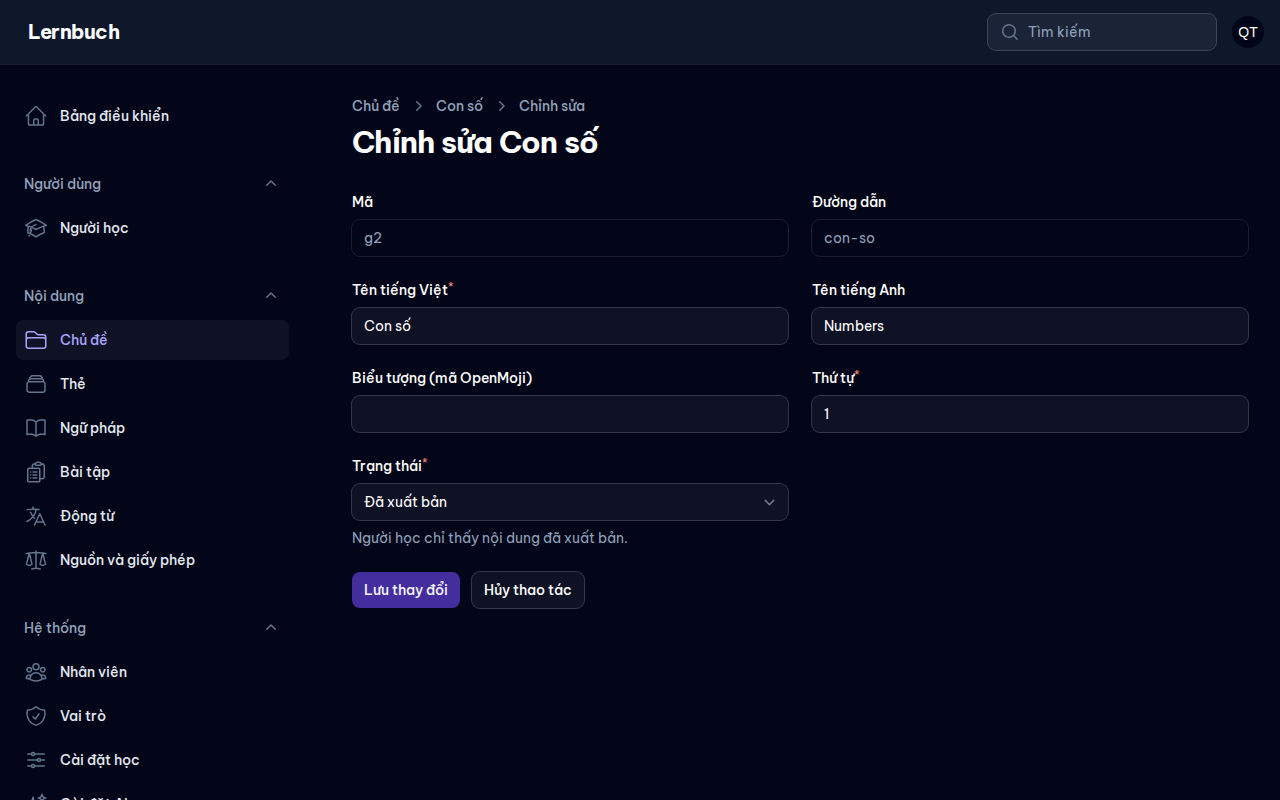 Lernbuch
Tìm kiếm
QT
Bảng điều khiển
Người dùng
Người học
Nội dung
Chủ đề
Thẻ
Ngữ pháp
Bài tập
Động từ
Nguồn và giấy phép
Hệ thống
Nhân viên
Vai trò
Cài đặt học
Chủ đề > Con số > Chỉnh sửa
Chỉnh sửa Con số
Mã
g2
Đường dẫn
con-so
Tên tiếng Việt*
Con số
Tên tiếng Anh
Numbers
Biểu tượng (mã OpenMoji)
Thứ tự*
1
Trạng thái*
Đã xuất bản
Người học chỉ thấy nội dung đã xuất bản.
Lưu thay đổi
Hủy thao tác